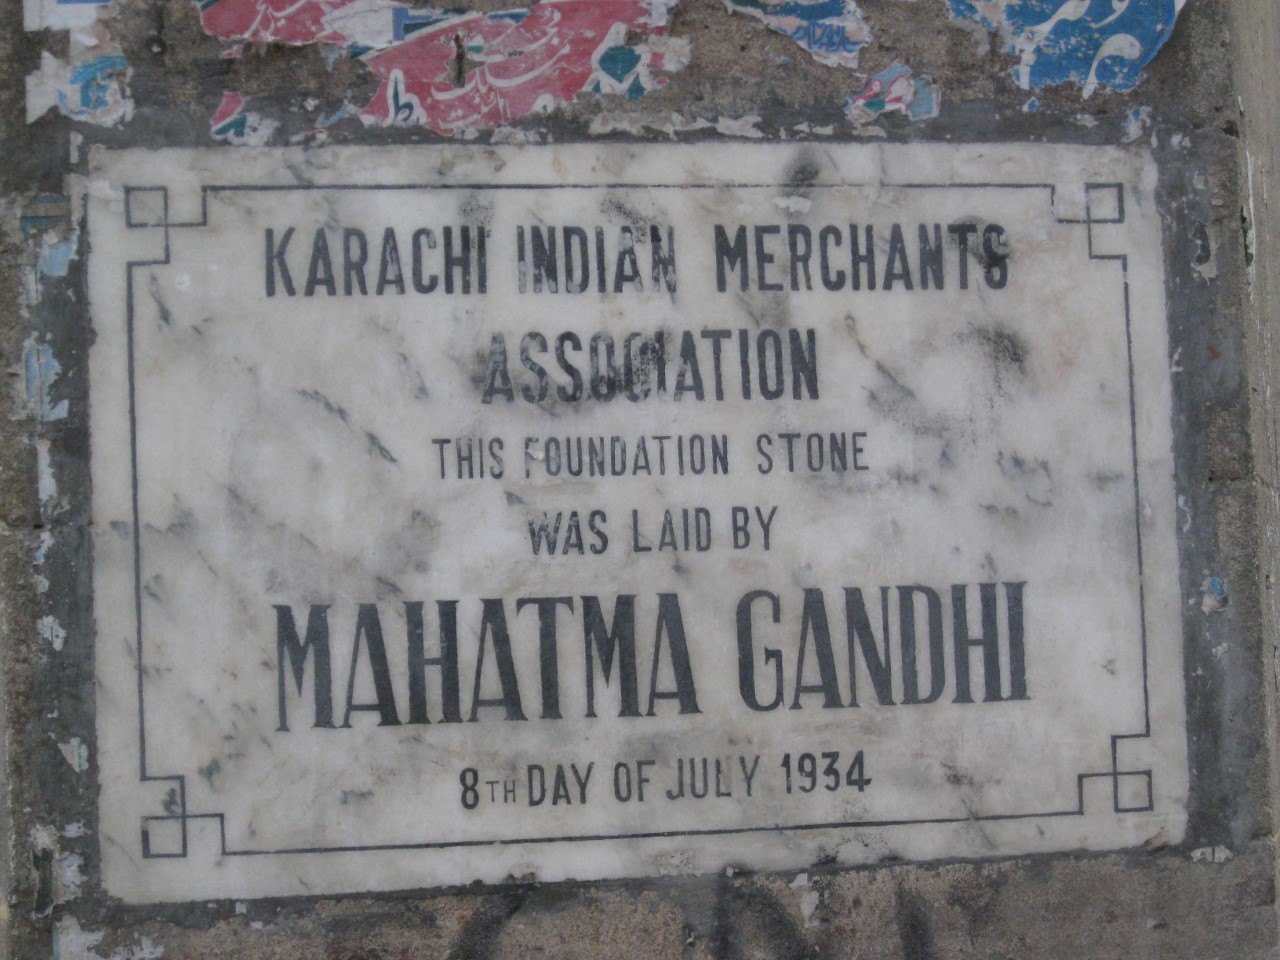 KARACHI INDIAN MERCHANTS
ASSOCIATION
THIS FOUNDATION STONE
WAS LAID BY
MAHATMA GANDHI
8TH DAY OF JULY 1934